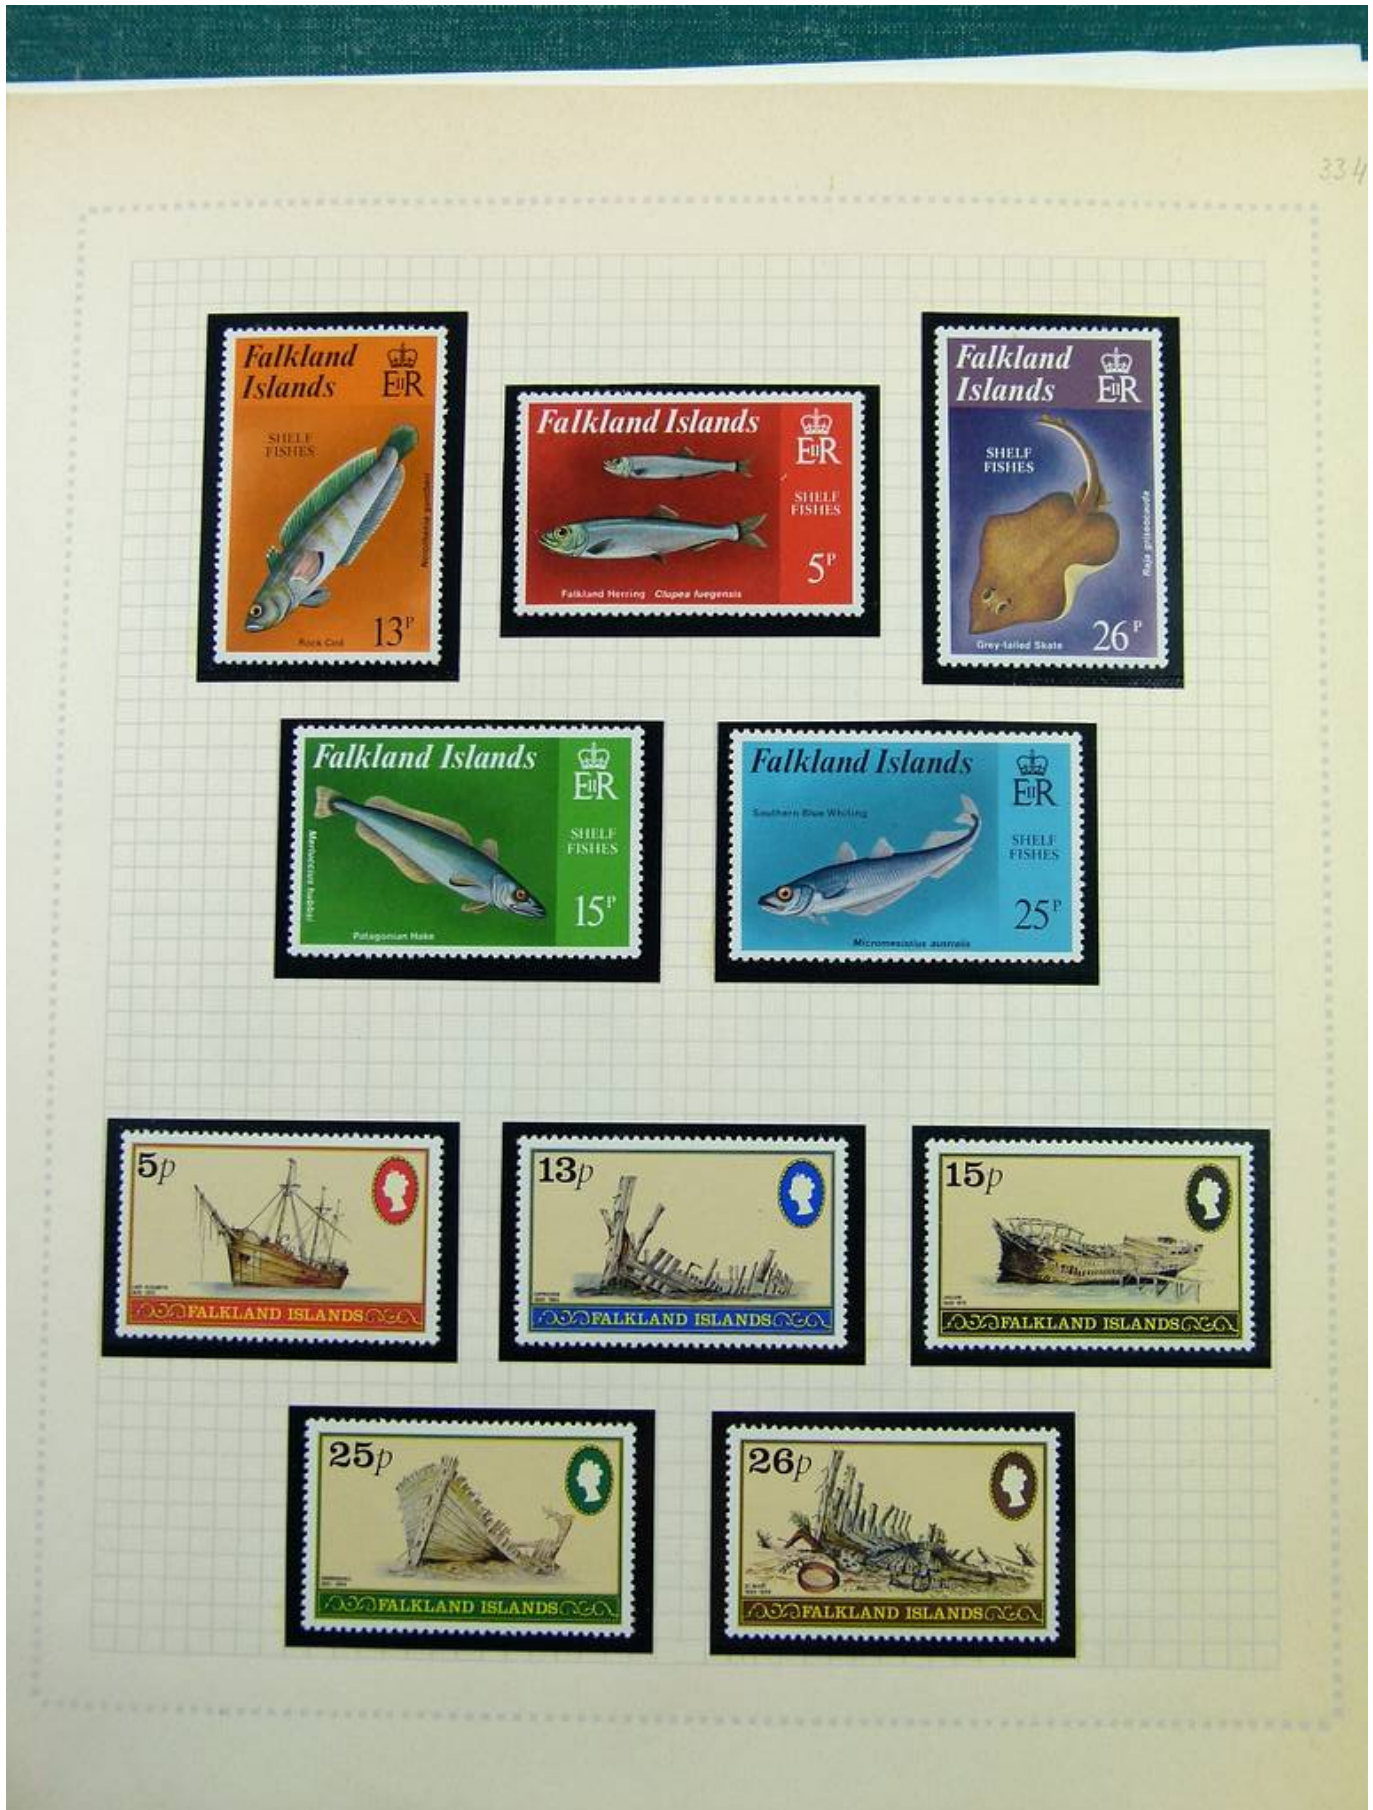 334
Falkland
Islands
EIIR
SHELF
FISHES
Rock Cod
13P
Falkland Islands
EIIR
SHELF
FISHES
5P
Falkland Herring Clupea fuegensis
Falkland
Islands
EIIR
SHELF
FISHES
Raja griseocauda
Grey-tailed Skate
26P
Falkland Islands
EIIR
SHELF
FISHES
Merluccius hubbsi
15P
Patagonian Hake
Falkland Islands
EIIR
Southern Blue Whiting
SHELF
FISHES
25P
Micromesistius australis
5p
FALKLAND ISLANDS
13p
FALKLAND ISLANDS
15p
FALKLAND ISLANDS
25p
FALKLAND ISLANDS
26p
FALKLAND ISLANDS